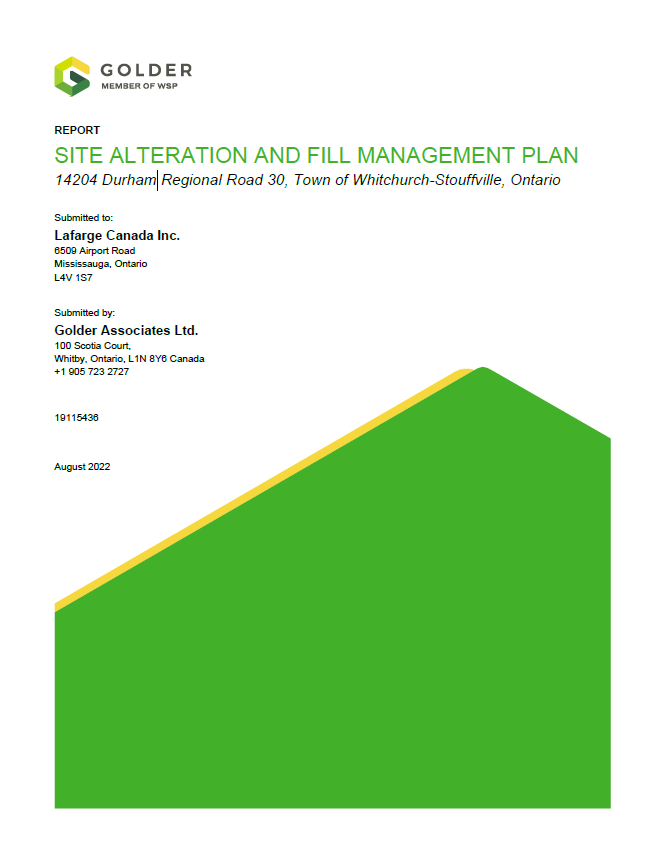 GOLDER
MEMBER OF WSP
REPORT
SITE ALTERATION AND FILL MANAGEMENT PLAN
14204 Durham Regional Road 30, Town of Whitchurch-Stouffville, Ontario
Submitted to:
Lafarge Canada Inc.
6509 Airport Road
Mississauga, Ontario
L4V 1S7
Submitted by:
Golder Associates Ltd.
100 Scotia Court,
Whitby, Ontario, L1N 8Y6 Canada
+1 905 723 2727
19115436
August 2022